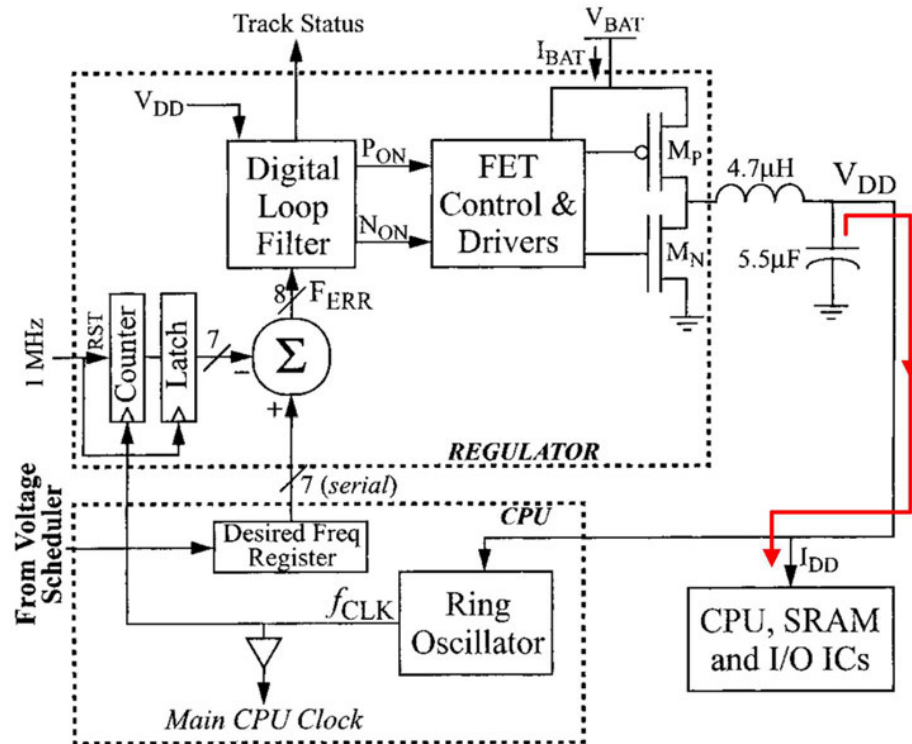 Track Status
V_BAT
I_BAT
V_DD
Digital
Loop
Filter
P_ON
N_ON
FET
Control &
Drivers
M_P
M_N
4.7μH
V_DD
5.5μF
8
F_ERR
1 MHz
RST
Counter
Latch
7
Σ
−
+
REGULATOR
7 (serial)
CPU
From Voltage
Scheduler
Desired Freq
Register
f_CLK
Ring
Oscillator
I_DD
CPU, SRAM
and I/O ICs
Main CPU Clock